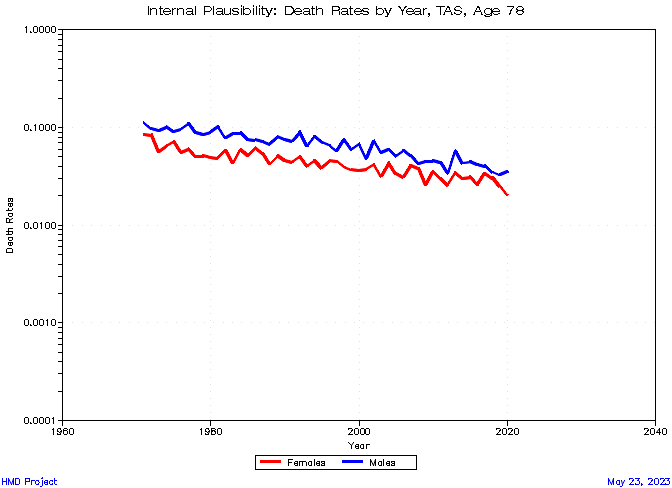 Internal Plausibility: Death Rates by Year, TAS, Age 78
1.0000
0.1000
0.0100
0.0010
0.0001
Death Rates
1960
1980
2000
2020
2040
Year
Females
Males
HMD Project
May 23, 2023